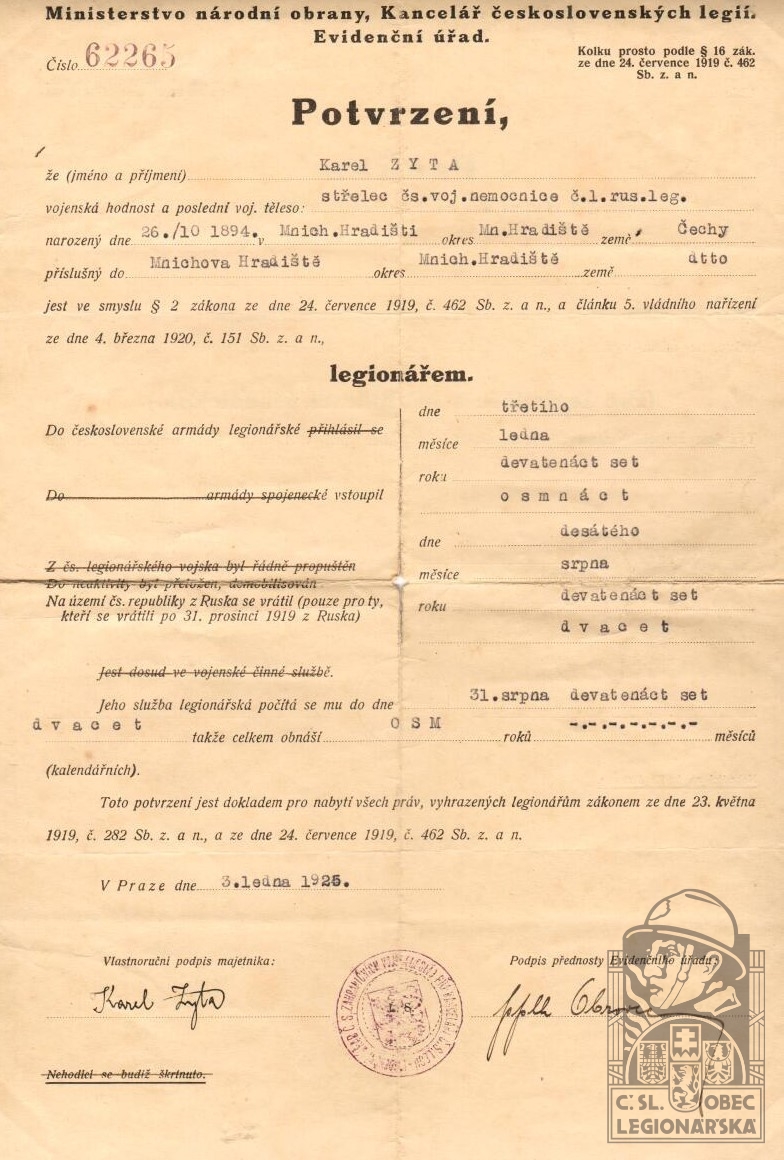 Ministerstvo národní obrany, Kancelář československých legií.
Evidenční úřad.
Číslo 62265
Kolku prosto podle § 16 zák.
ze dne 24. července 1919 č. 462
Sb. z. a n.
Potvrzení,
že (jméno a příjmení) Karel ZYTA
vojenská hodnost a poslední voj. těleso: střelec čs.voj.nemocnice č.1.rus.leg.
narozený dne 26./10 1894. v Mnich.Hradišti okres Mn.Hradiště, země Čechy
příslušný do Mnichova Hradiště okres Mnich.Hradiště země dtto
jest ve smyslu § 2 zákona ze dne 24. července 1919, č. 462 Sb. z. a n., a článku 5. vládního nařízení
ze dne 4. března 1920, č. 151 Sb. z. a n.,
legionářem.
Do československé armády legionářské přihlásil se
dne třetího
měsíce ledna
roku devatenáct set
osmnáct
Do armády spojenecké vstoupil
Z čs. legionářského vojska byl řádně propuštěn
Do neaktivity byl přeložen, demobilisován
Na území čs. republiky z Ruska se vrátil (pouze pro ty,
kteří se vrátili po 31. prosinci 1919 z Ruska)
dne desátého
měsíce srpna
roku devatenáct set
dvacet
Jest dosud ve vojenské činné službě.
Jeho služba legionářská počítá se mu do dne 31.srpna devatenáct set
dvacet takže celkem obnáší OSM roků -.-.-.-.-.-.- měsíců
(kalendářních).
Toto potvrzení jest dokladem pro nabytí všech práv, vyhrazených legionářům zákonem ze dne 23. května
1919, č. 282 Sb. z. a n., a ze dne 24. července 1919, č. 462 Sb. z. a n.
V Praze dne 3.ledna 1925.
Vlastnoruční podpis majetníka:
Podpis přednosty Evidenčního úřadu:
Karel Zyta
Nehodící se budiž škrtnuto.
Č. SL. OBEC
LEGIONÁŘSKÁ